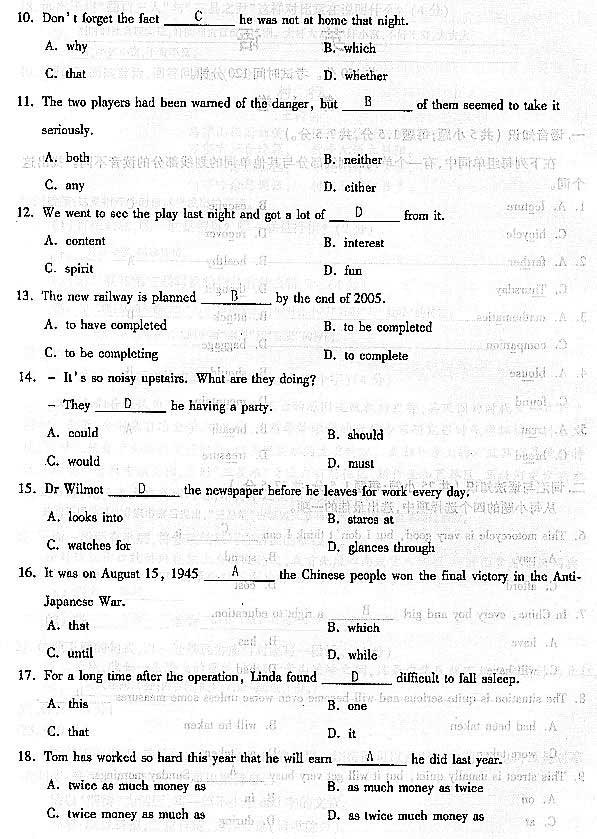 10. Don't forget the fact C he was not at home that night.
A. why B. which
C. that D. whether
11. The two players had been warned of the danger, but B of them seemed to take it
seriously.
A. both B. neither
C. any D. either
12. We went to see the play last night and got a lot of D from it.
A. content B. interest
C. spirit D. fun
13. The new railway is planned B by the end of 2005.
A. to have completed B. to be completed
C. to be completing D. to complete
14. – It's so noisy upstairs. What are they doing?
– They D be having a party.
A. could B. should
C. would D. must
15. Dr Wilmot D the newspaper before he leaves for work every day.
A. looks into B. stares at
C. watches for D. glances through
16. It was on August 15, 1945 A the Chinese people won the final victory in the Anti-
Japanese War.
A. that B. which
C. until D. while
17. For a long time after the operation, Linda found D difficult to fall asleep.
A. this B. one
C. that D. it
18. Tom has worked so hard this year that he will earn A he did last year.
A. twice as much money as B. as much money as twice
C. twice money as much as D. as twice much money as